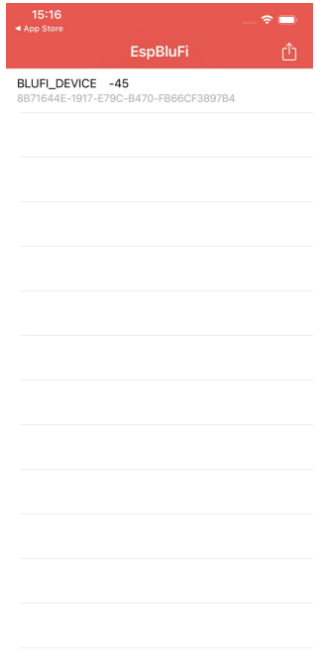 15:16
◀ App Store
EspBluFi
BLUFI_DEVICE -45
8B71644E-1917-E79C-B470-FB66CF3897B4